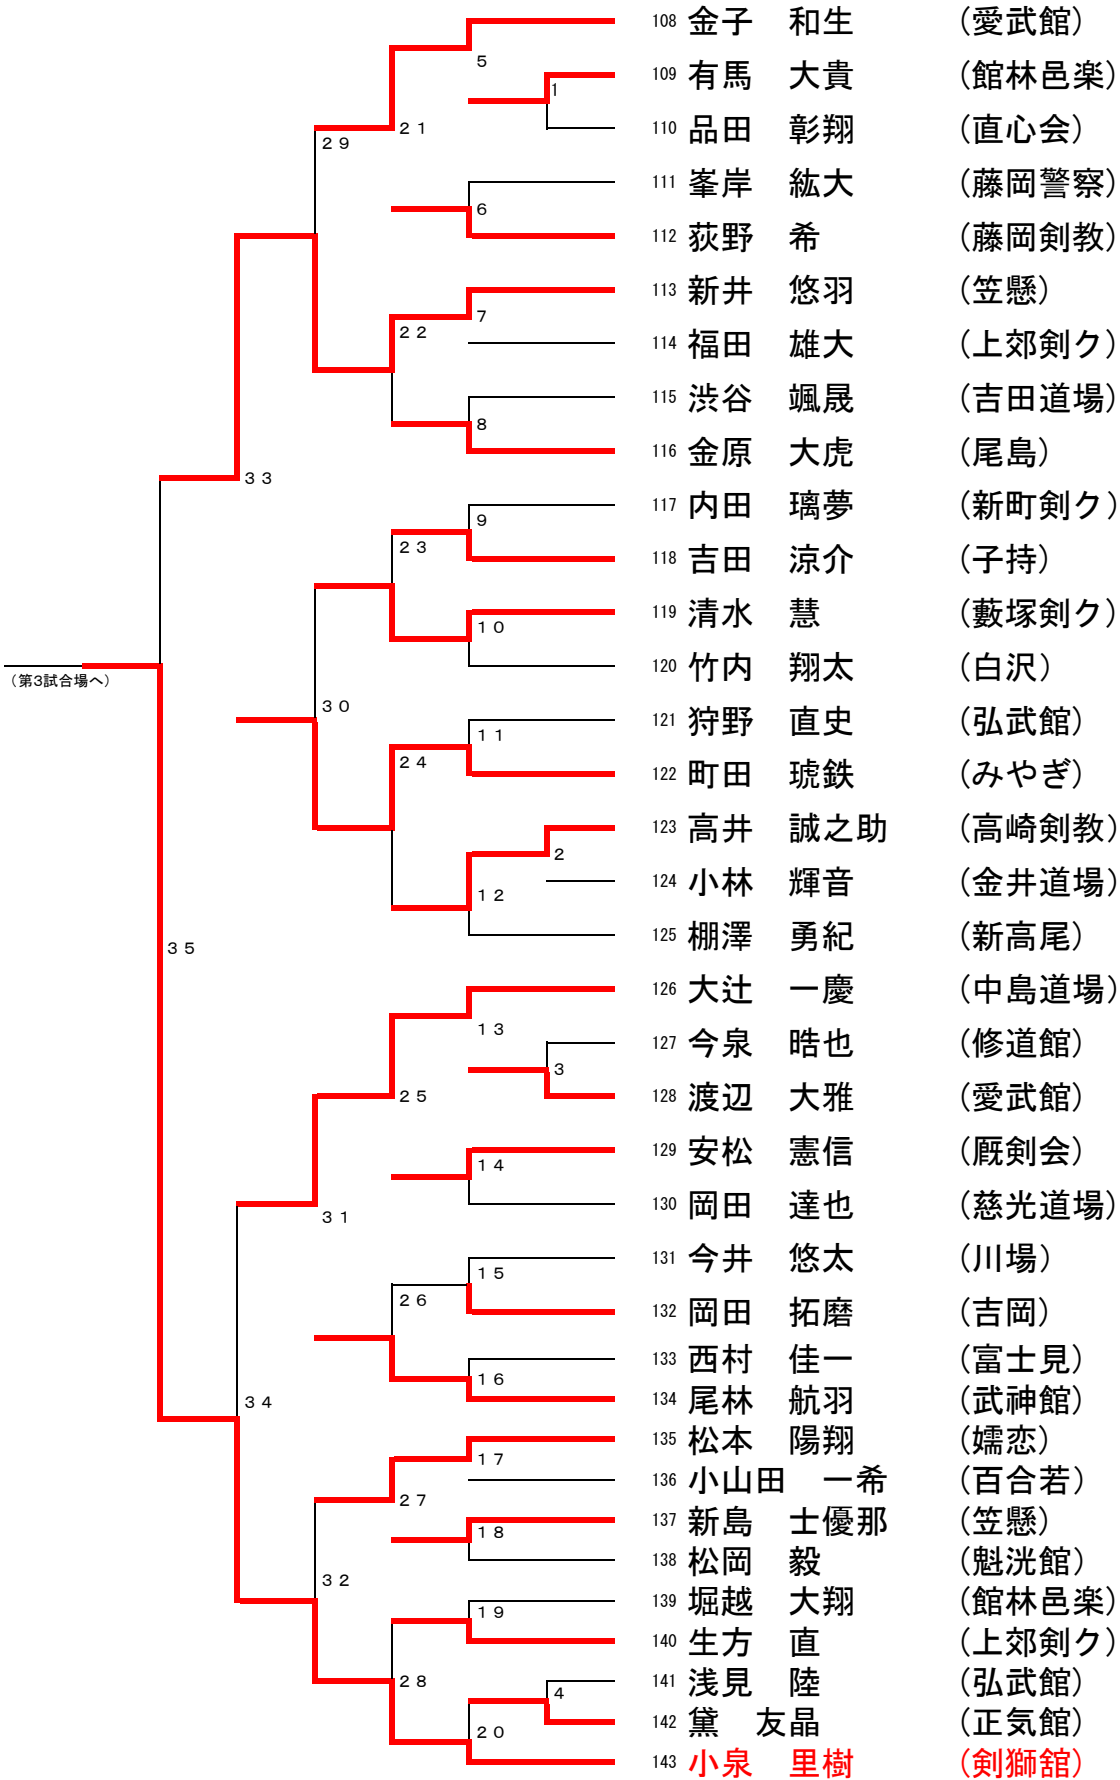 108 金子　和生 (愛武館)
5
109 有馬　大貴 (館林邑楽)
1
110 品田　彰翔 (直心会)
21
29
111 峯岸　紘大 (藤岡警察)
6
112 荻野　希 (藤岡剣教)
113 新井　悠羽 (笠懸)
7
22
114 福田　雄大 (上郊剣ク)
115 渋谷　颯晟 (吉田道場)
8
116 金原　大虎 (尾島)
33
117 内田　璃夢 (新町剣ク)
9
23
118 吉田　涼介 (子持)
119 清水　慧 (藪塚剣ク)
10
120 竹内　翔太 (白沢)
(第3試合場へ)
30
121 狩野　直史 (弘武館)
11
24
122 町田　琥鉄 (みやぎ)
123 高井　誠之助 (高崎剣教)
2
124 小林　輝音 (金井道場)
12
125 棚澤　勇紀 (新高尾)
35
126 大辻　一慶 (中島道場)
13
127 今泉　晧也 (修道館)
3
25
128 渡辺　大雅 (愛武館)
129 安松　憲信 (厩剣会)
14
130 岡田　達也 (慈光道場)
31
131 今井　悠太 (川場)
15
26
132 岡田　拓磨 (吉岡)
133 西村　佳一 (富士見)
16
134 尾林　航羽 (武神館)
34
135 松本　陽翔 (嬬恋)
17
136 小山田　一希 (百合若)
27
137 新島　士優那 (笠懸)
18
138 松岡　毅 (魁洸館)
32
139 堀越　大翔 (館林邑楽)
19
140 生方　直 (上郊剣ク)
28
141 浅見　陸 (弘武館)
4
142 黛　友晶 (正気館)
20
143 小泉　里樹 (剣獅舘)